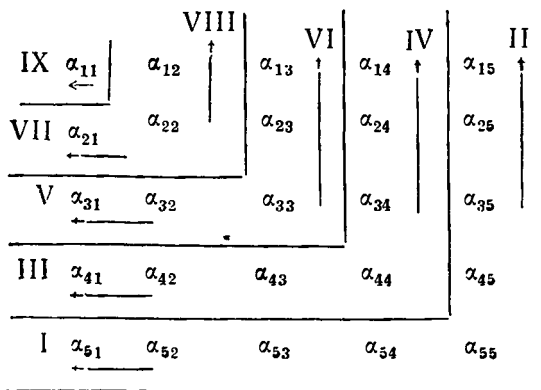 VIII VI IV II
IX α₁₁ α₁₂ α₁₃ α₁₄ α₁₅
VII α₂₁ α₂₂ α₂₃ α₂₄ α₂₅
V α₃₁ α₃₂ α₃₃ α₃₄ α₃₅
III α₄₁ α₄₂ α₄₃ α₄₄ α₄₅
I α₅₁ α₅₂ α₅₃ α₅₄ α₅₅